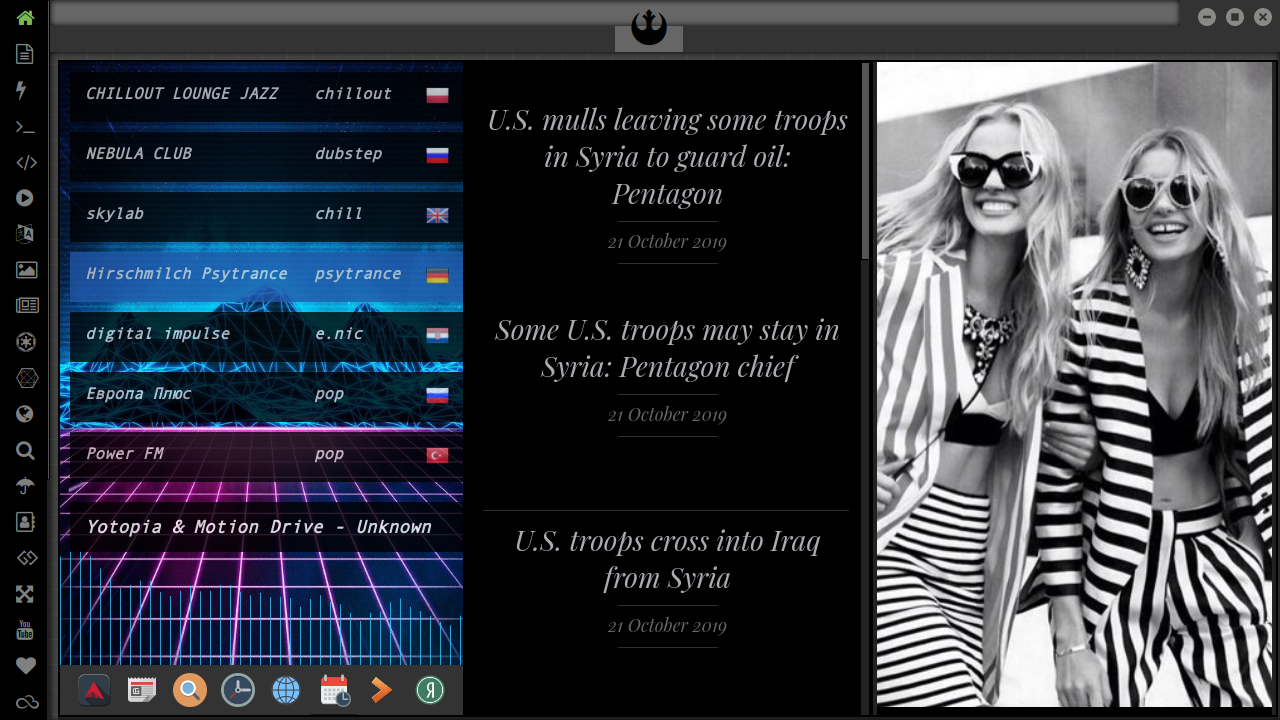 CHILLOUT LOUNGE JAZZ chillout
NEBULA CLUB dubstep
skylab chill
Hirschmilch Psytrance psytrance
digital impulse e.nic
Европа Плюс pop
Power FM pop
Yotopia & Motion Drive - Unknown
U.S. mulls leaving some troops
in Syria to guard oil:
Pentagon
21 October 2019
Some U.S. troops may stay in
Syria: Pentagon chief
21 October 2019
U.S. troops cross into Iraq
from Syria
21 October 2019
You
Tube
Я